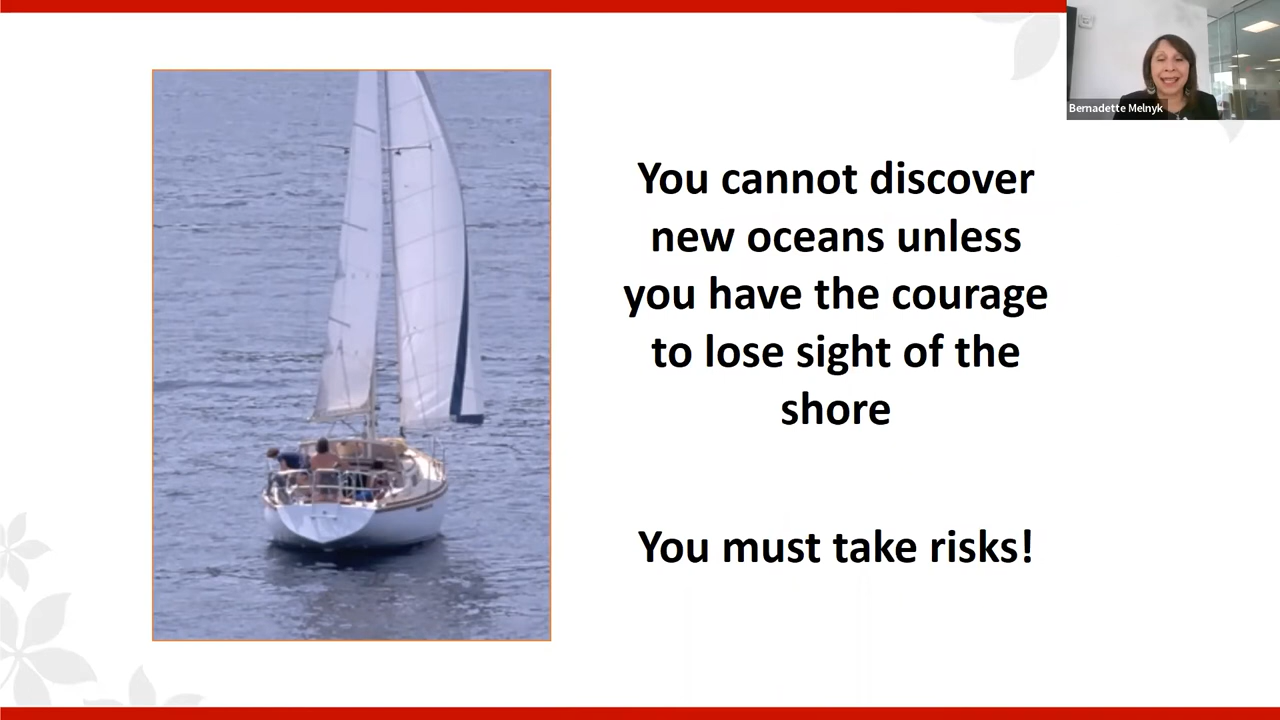 Bernadette Melnyk
You cannot discover
new oceans unless
you have the courage
to lose sight of the
shore
You must take risks!